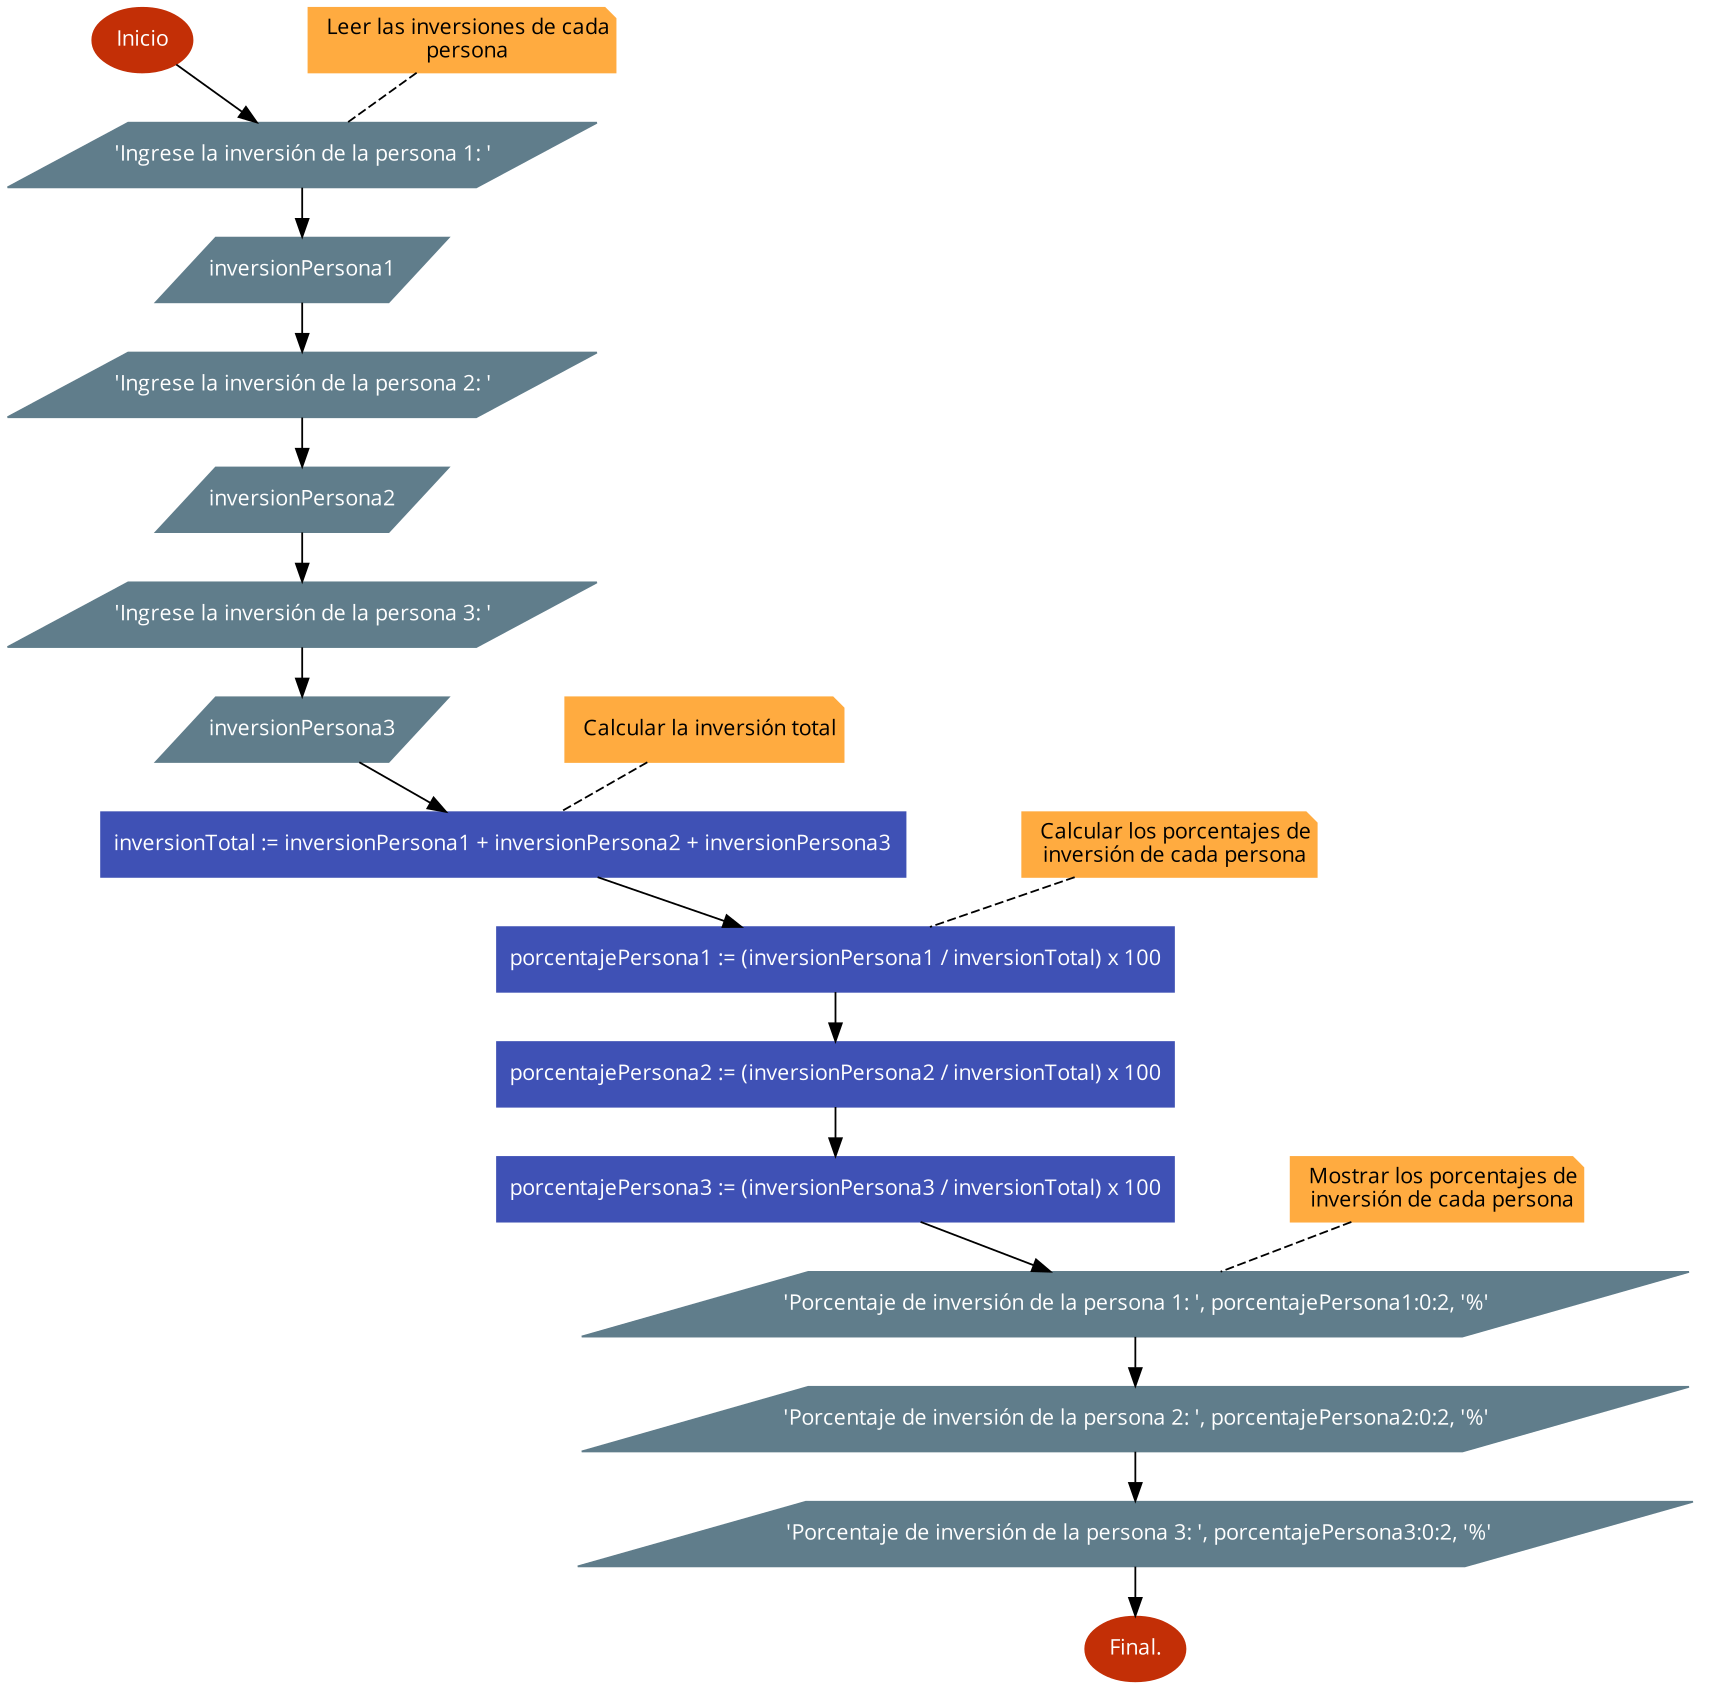 Inicio
Leer las inversiones de cada
persona
'Ingrese la inversión de la persona 1: '
inversionPersona1
'Ingrese la inversión de la persona 2: '
inversionPersona2
'Ingrese la inversión de la persona 3: '
inversionPersona3
Calcular la inversión total
inversionTotal := inversionPersona1 + inversionPersona2 + inversionPersona3
Calcular los porcentajes de
inversión de cada persona
porcentajePersona1 := (inversionPersona1 / inversionTotal) x 100
porcentajePersona2 := (inversionPersona2 / inversionTotal) x 100
porcentajePersona3 := (inversionPersona3 / inversionTotal) x 100
Mostrar los porcentajes de
inversión de cada persona
'Porcentaje de inversión de la persona 1: ', porcentajePersona1:0:2, '%'
'Porcentaje de inversión de la persona 2: ', porcentajePersona2:0:2, '%'
'Porcentaje de inversión de la persona 3: ', porcentajePersona3:0:2, '%'
Final.